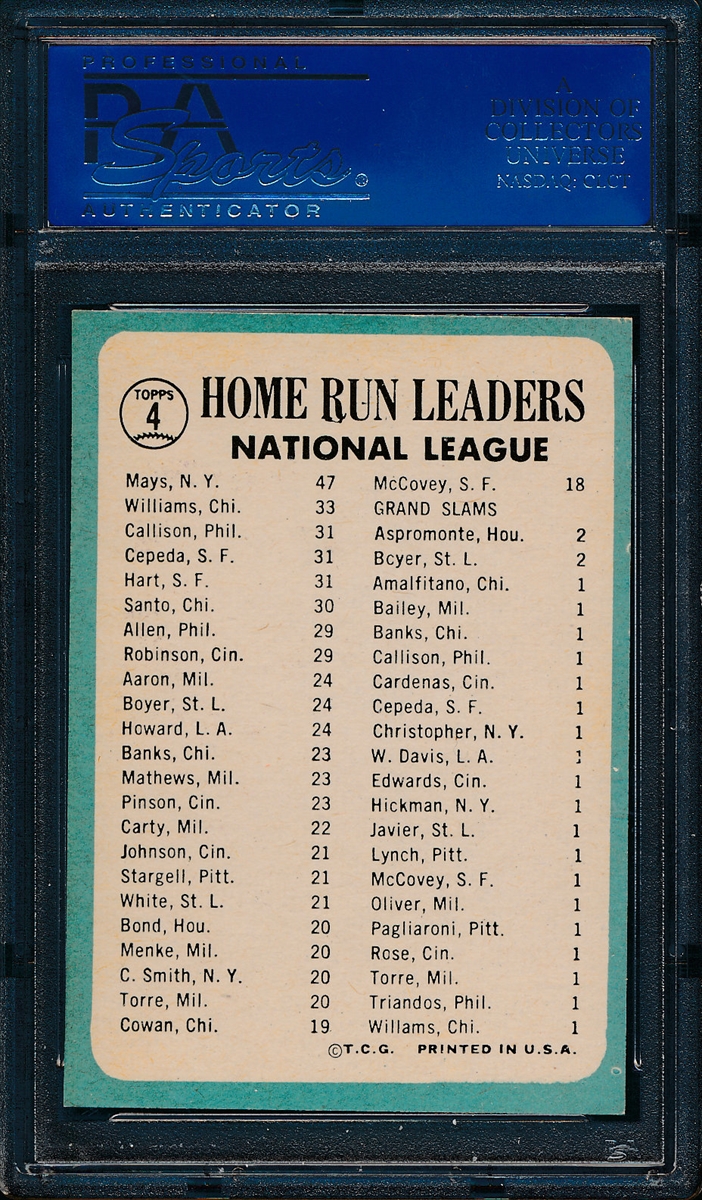 PROFESSIONAL
PSA
Sports®
AUTHENTICATOR
A
DIVISION OF
COLLECTORS
UNIVERSE
NASDAQ: CLCT
TOPPS
4
HOME RUN LEADERS
NATIONAL LEAGUE
Mays, N. Y. 47
Williams, Chi. 33
Callison, Phil. 31
Cepeda, S. F. 31
Hart, S. F. 31
Santo, Chi. 30
Allen, Phil. 29
Robinson, Cin. 29
Aaron, Mil. 24
Boyer, St. L. 24
Howard, L. A. 24
Banks, Chi. 23
Mathews, Mil. 23
Pinson, Cin. 23
Carty, Mil. 22
Johnson, Cin. 21
Stargell, Pitt. 21
White, St. L. 21
Bond, Hou. 20
Menke, Mil. 20
C. Smith, N. Y. 20
Torre, Mil. 20
Cowan, Chi. 19
McCovey, S. F. 18
GRAND SLAMS
Aspromonte, Hou. 2
Boyer, St. L. 2
Amalfitano, Chi. 1
Bailey, Mil. 1
Banks, Chi. 1
Callison, Phil. 1
Cardenas, Cin. 1
Cepeda, S. F. 1
Christopher, N. Y. 1
W. Davis, L. A. 1
Edwards, Cin. 1
Hickman, N. Y. 1
Javier, St. L. 1
Lynch, Pitt. 1
McCovey, S. F. 1
Oliver, Mil. 1
Pagliaroni, Pitt. 1
Rose, Cin. 1
Torre, Mil. 1
Triandos, Phil. 1
Willams, Chi. 1
©T.C.G. PRINTED IN U.S.A.